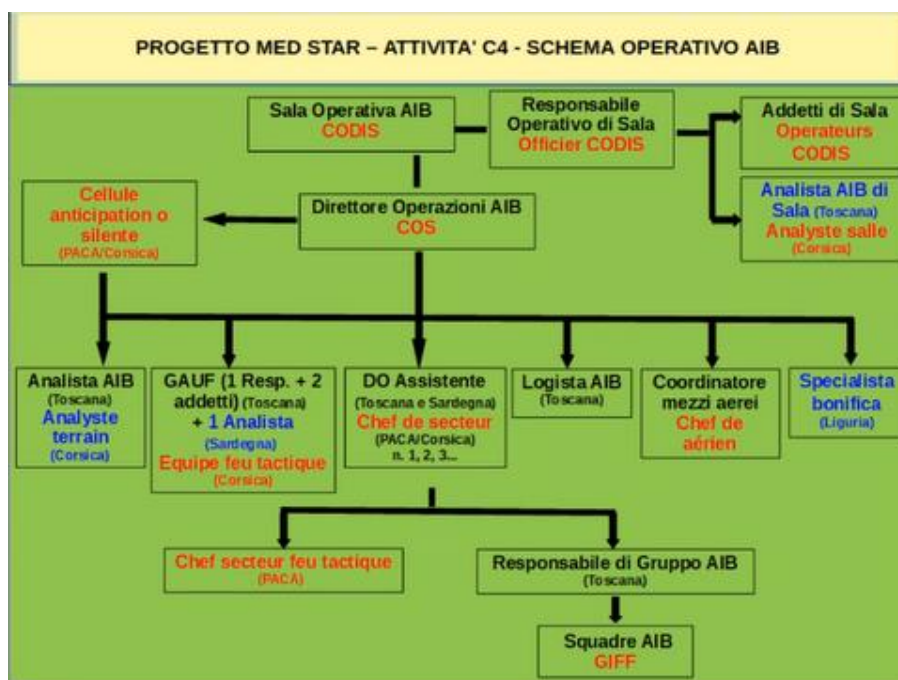 PROGETTO MED STAR – ATTIVITA' C4 - SCHEMA OPERATIVO AIB
Sala Operativa AIB
CODIS
Responsabile
Operativo di Sala
Officier CODIS
Addetti di Sala
Operateurs
CODIS
Analista AIB di
Sala (Toscana)
Analyste salle
(Corsica)
Cellule
anticipation o
silente
(PACA/Corsica)
Direttore Operazioni AIB
COS
Analista AIB
(Toscana)
Analyste
terrain
(Corsica)
GAUF (1 Resp. + 2
addetti) (Toscana)
+ 1 Analista
(Sardegna)
Equipe feu tactique
(Corsica)
DO Assistente
(Toscana e Sardegna)
Chef de secteur
(PACA/Corsica)
n. 1, 2, 3...
Logista AIB
(Toscana)
Coordinatore
mezzi aerei
Chef de
aérien
Specialista
bonifica
(Liguria)
Chef secteur feu tactique
(PACA)
Responsabile di Gruppo AIB
(Toscana)
Squadre AIB
GIFF